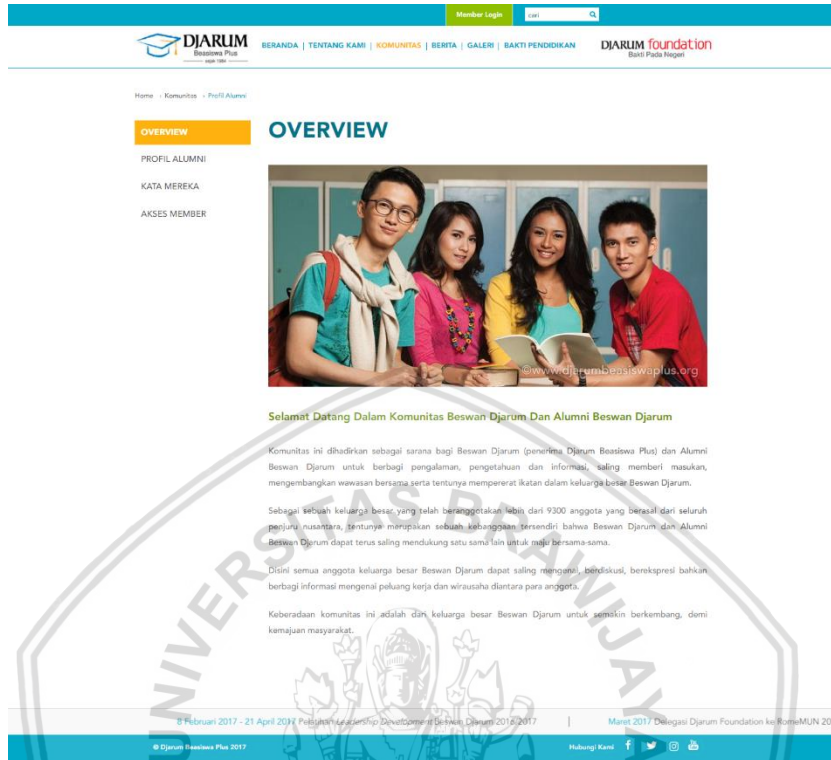 Member Login cari
DJARUM
Beasiswa Plus
sejak 1984
BERANDA | TENTANG KAMI | KOMUNITAS | BERITA | GALERI | BAKTI PENDIDIKAN
DJARUM foundation
Bakti Pada Negeri
Home › Komunitas › Profil Alumni
OVERVIEW
PROFIL ALUMNI
KATA MEREKA
AKSES MEMBER
OVERVIEW
©www.djarumbeasiswaplus.org
Selamat Datang Dalam Komunitas Beswan Djarum Dan Alumni Beswan Djarum
Komunitas ini dihadirkan sebagai sarana bagi Beswan Djarum (penerima Djarum Beasiswa Plus) dan Alumni
Beswan Djarum untuk berbagi pengalaman, pengetahuan dan informasi, saling memberi masukan,
mengembangkan wawasan bersama serta tentunya mempererat ikatan dalam keluarga besar Beswan Djarum.
Sebagai sebuah keluarga besar yang telah beranggotakan lebih dari 9300 anggota yang berasal dari seluruh
penjuru nusantara, tentunya merupakan sebuah kebanggaan tersendiri bahwa Beswan Djarum dan Alumni
Beswan Djarum dapat terus saling mendukung satu sama lain untuk maju bersama-sama.
Disini semua anggota keluarga besar Beswan Djarum dapat saling mengenal, berdiskusi, berekspresi bahkan
berbagi informasi mengenai peluang kerja dan wirausaha diantara para anggota.
Keberadaan komunitas ini adalah dari keluarga besar Beswan Djarum untuk semakin berkembang, demi
kemajuan masyarakat.
UNIVERSITAS BRAWIJAYA
8 Februari 2017 - 21 April 2017 Pelatihan Leadership Development Beswan Djarum 2016-2017 | Maret 2017 Delegasi Djarum Foundation ke RomeMUN 20
© Djarum Beasiswa Plus 2017
Hubungi Kami